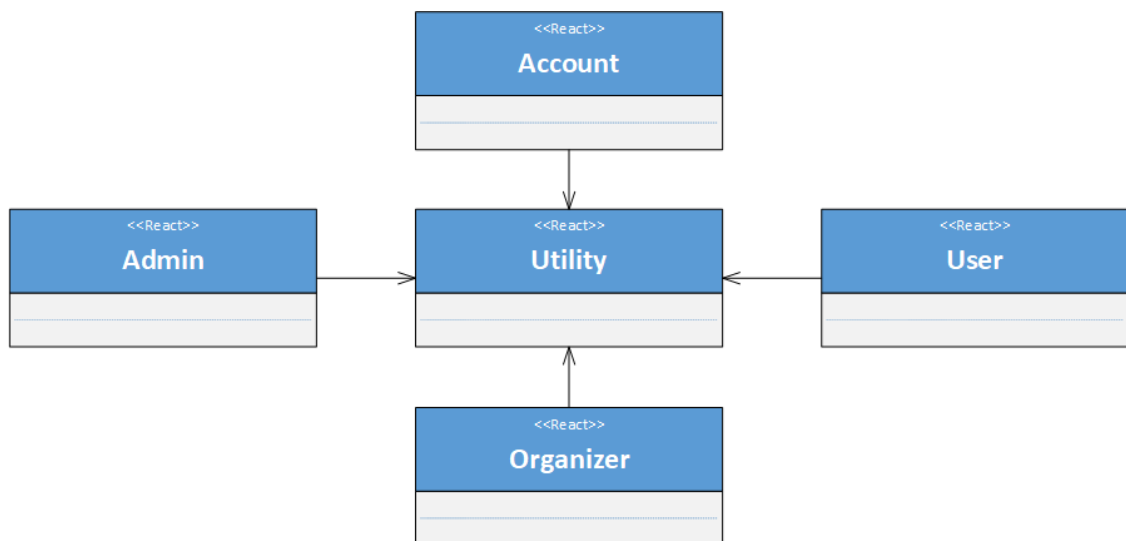 <<React>>
Account
<<React>>
Admin
<<React>>
Utility
<<React>>
User
<<React>>
Organizer